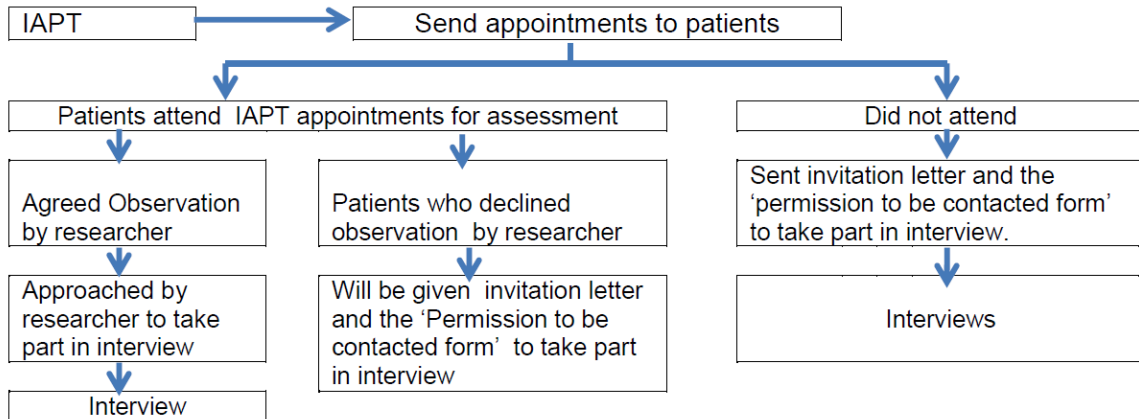 IAPT
Send appointments to patients
Patients attend IAPT appointments for assessment
Did not attend
Agreed Observation
by researcher
Patients who declined
observation by researcher
Sent invitation letter and the
‘permission to be contacted form’
to take part in interview.
Approached by
researcher to take
part in interview
Will be given invitation letter
and the ‘Permission to be
contacted form’ to take part
in interview
Interviews
Interview